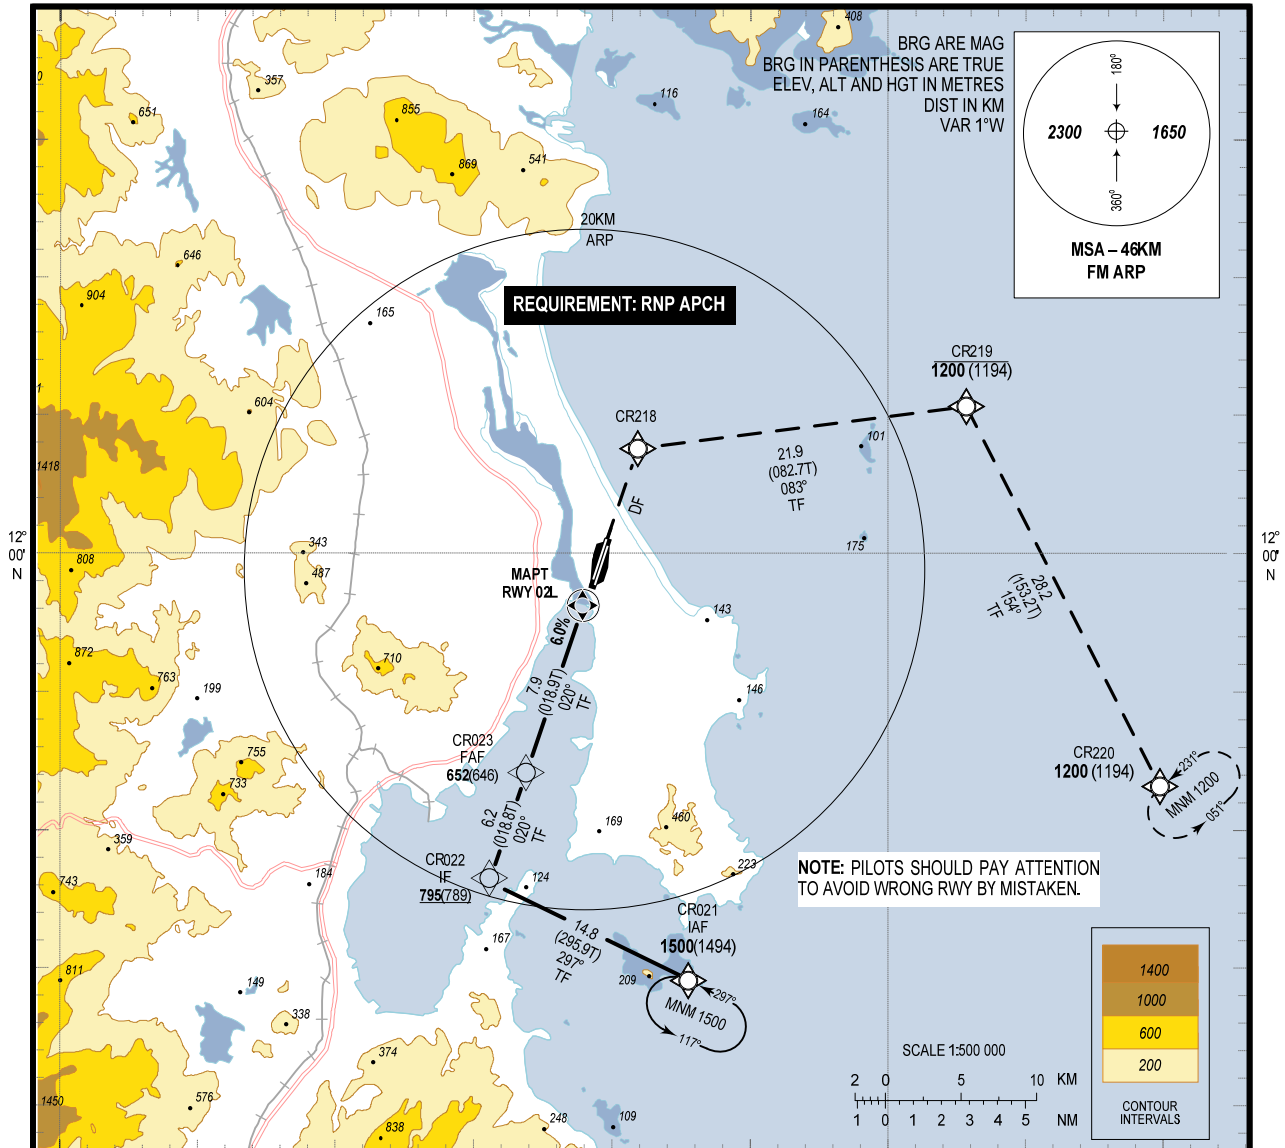 408
BRG ARE MAG
BRG IN PARENTHESIS ARE TRUE
ELEV, ALT AND HGT IN METRES
DIST IN KM
VAR 1°W
180°
2300
1650
360°
MSA – 46KM
FM ARP
357
651
855
869
541
116
164
20KM
ARP
646
904
165
REQUIREMENT: RNP APCH
CR219
1200 (1194)
604
CR218
101
21.9
(082.7T)
083°
TF
1418
DF
175
12°
00'
N
12°
00'
N
343
487
808
MAPT
RWY 02L
6.0%
28.2
(153.2T)
154°
TF
143
872
763
199
710
7.9
(018.9T)
020°
TF
146
CR023
FAF
652(646)
755
733
CR220
1200 (1194)
231°
MNM 1200
051°
6.2
(018.8T)
020°
TF
169
460
359
743
184
CR022
IF
795(789)
124
223
NOTE: PILOTS SHOULD PAY ATTENTION
TO AVOID WRONG RWY BY MISTAKEN.
CR021
IAF
1500(1494)
14.8
(295.9T)
297°
TF
167
209
297°
MNM 1500
117°
811
149
338
374
576
1450
838
248
109
SCALE 1:500 000
2 0 5 10 KM
1 0 1 2 3 4 5 NM
1400
1000
600
200
CONTOUR
INTERVALS